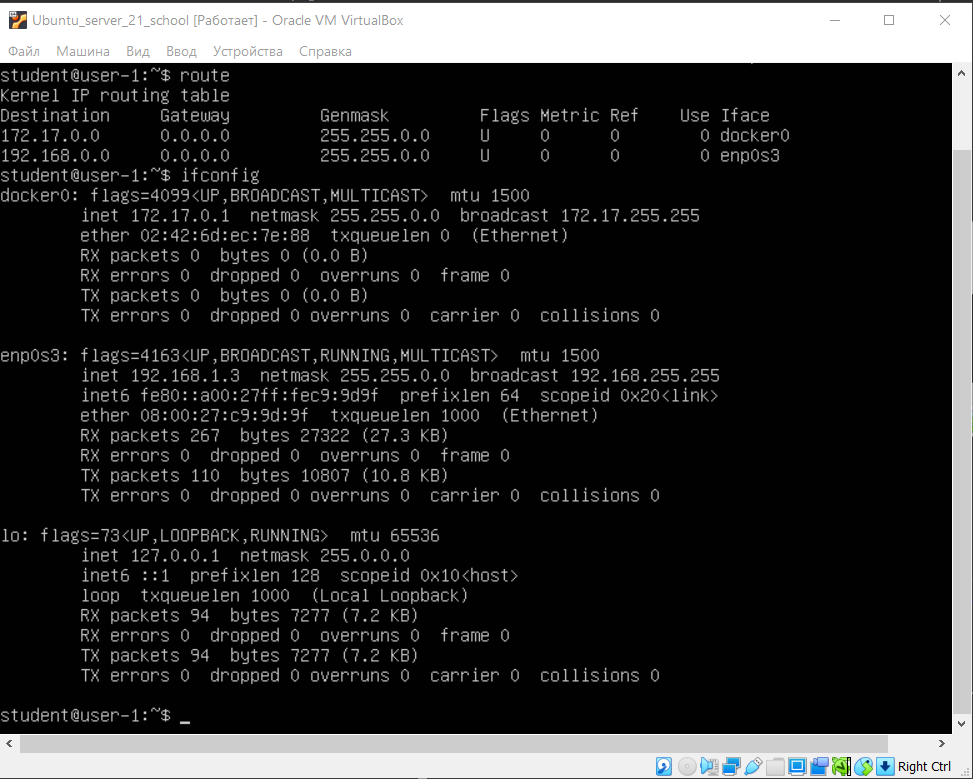 Ubuntu_server_21_school [Работает] - Oracle VM VirtualBox
Файл Машина Вид Ввод Устройства Справка
student@user-1:~$ route
Kernel IP routing table
Destination     Gateway         Genmask         Flags Metric Ref    Use Iface
172.17.0.0      0.0.0.0         255.255.0.0     U     0      0        0 docker0
192.168.0.0     0.0.0.0         255.255.0.0     U     0      0        0 enp0s3
student@user-1:~$ ifconfig
docker0: flags=4099<UP,BROADCAST,MULTICAST>  mtu 1500
        inet 172.17.0.1  netmask 255.255.0.0  broadcast 172.17.255.255
        ether 02:42:6d:ec:7e:88  txqueuelen 0  (Ethernet)
        RX packets 0  bytes 0 (0.0 B)
        RX errors 0  dropped 0  overruns 0  frame 0
        TX packets 0  bytes 0 (0.0 B)
        TX errors 0  dropped 0 overruns 0  carrier 0  collisions 0
enp0s3: flags=4163<UP,BROADCAST,RUNNING,MULTICAST>  mtu 1500
        inet 192.168.1.3  netmask 255.255.0.0  broadcast 192.168.255.255
        inet6 fe80::a00:27ff:fec9:9d9f  prefixlen 64  scopeid 0x20<link>
        ether 08:00:27:c9:9d:9f  txqueuelen 1000  (Ethernet)
        RX packets 267  bytes 27322 (27.3 KB)
        RX errors 0  dropped 0  overruns 0  frame 0
        TX packets 110  bytes 10807 (10.8 KB)
        TX errors 0  dropped 0 overruns 0  carrier 0  collisions 0
lo: flags=73<UP,LOOPBACK,RUNNING>  mtu 65536
        inet 127.0.0.1  netmask 255.0.0.0
        inet6 ::1  prefixlen 128  scopeid 0x10<host>
        loop  txqueuelen 1000  (Local Loopback)
        RX packets 94  bytes 7277 (7.2 KB)
        RX errors 0  dropped 0  overruns 0  frame 0
        TX packets 94  bytes 7277 (7.2 KB)
        TX errors 0  dropped 0 overruns 0  carrier 0  collisions 0
student@user-1:~$ _
Right Ctrl